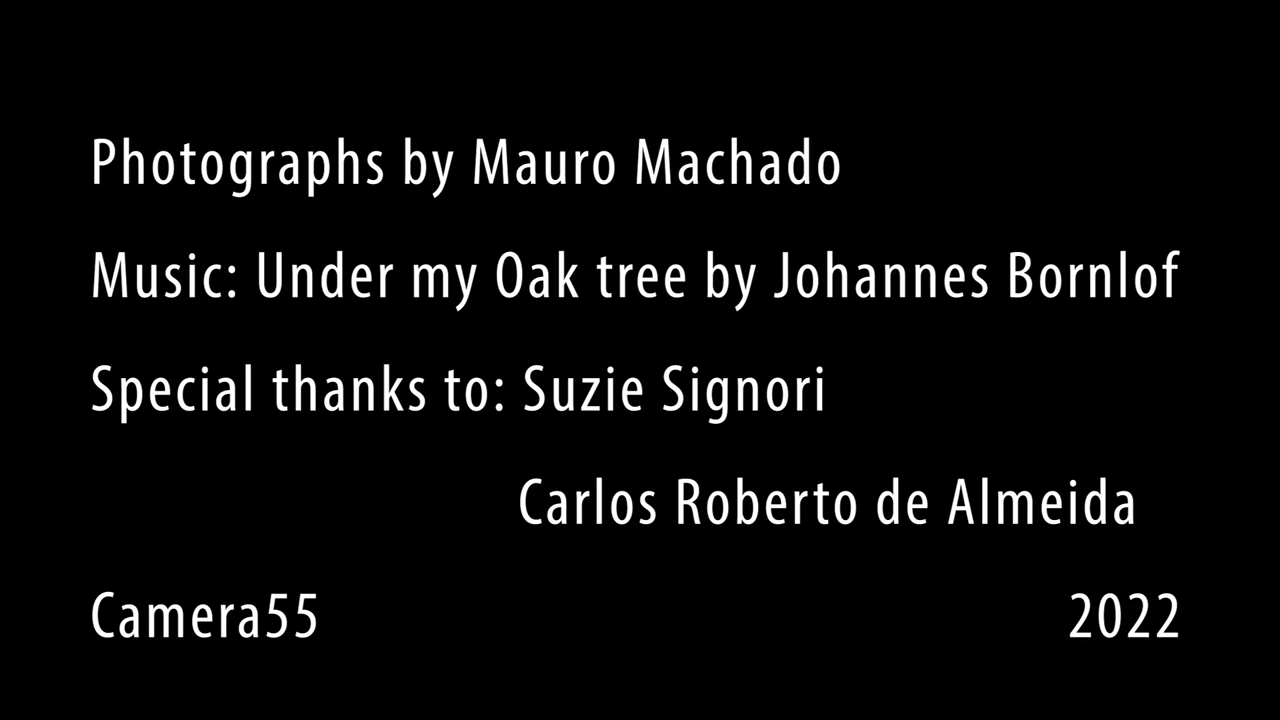 Photographs by Mauro Machado
Music: Under my Oak tree by Johannes Bornlof
Special thanks to: Suzie Signori
Carlos Roberto de Almeida
Camera55 2022